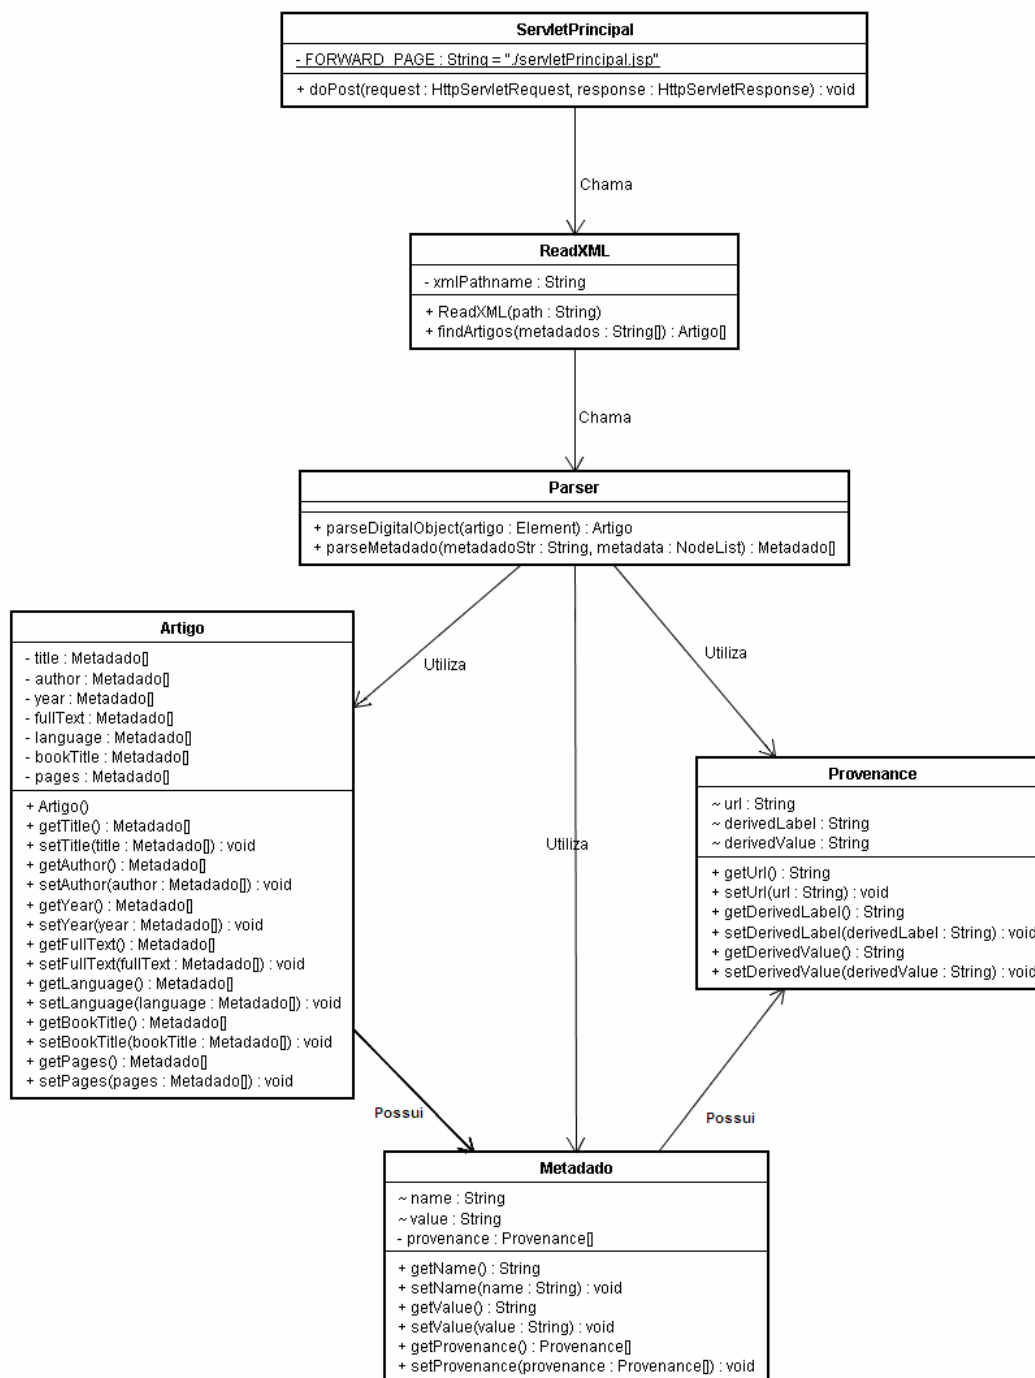 ServletPrincipal
- FORWARD_PAGE : String = "./servletPrincipal.jsp"
+ doPost(request : HttpServletRequest, response : HttpServletResponse) : void
Chama
ReadXML
- xmlPathname : String
+ ReadXML(path : String)
+ findArtigos(metadados : String[]) : Artigo[]
Chama
Parser
+ parseDigitalObject(artigo : Element) : Artigo
+ parseMetadado(metadadoStr : String, metadata : NodeList) : Metadado[]
Utiliza
Utiliza
Utiliza
Artigo
- title : Metadado[]
- author : Metadado[]
- year : Metadado[]
- fullText : Metadado[]
- language : Metadado[]
- bookTitle : Metadado[]
- pages : Metadado[]
+ Artigo()
+ getTitle() : Metadado[]
+ setTitle(title : Metadado[]) : void
+ getAuthor() : Metadado[]
+ setAuthor(author : Metadado[]) : void
+ getYear() : Metadado[]
+ setYear(year : Metadado[]) : void
+ getFullText() : Metadado[]
+ setFullText(fullText : Metadado[]) : void
+ getLanguage() : Metadado[]
+ setLanguage(language : Metadado[]) : void
+ getBookTitle() : Metadado[]
+ setBookTitle(bookTitle : Metadado[]) : void
+ getPages() : Metadado[]
+ setPages(pages : Metadado[]) : void
Provenance
~ url : String
~ derivedLabel : String
~ derivedValue : String
+ getUrl() : String
+ setUrl(url : String) : void
+ getDerivedLabel() : String
+ setDerivedLabel(derivedLabel : String) : void
+ getDerivedValue() : String
+ setDerivedValue(derivedValue : String) : void
Possui
Possui
Metadado
~ name : String
~ value : String
- provenance : Provenance[]
+ getName() : String
+ setName(name : String) : void
+ getValue() : String
+ setValue(value : String) : void
+ getProvenance() : Provenance[]
+ setProvenance(provenance : Provenance[]) : void